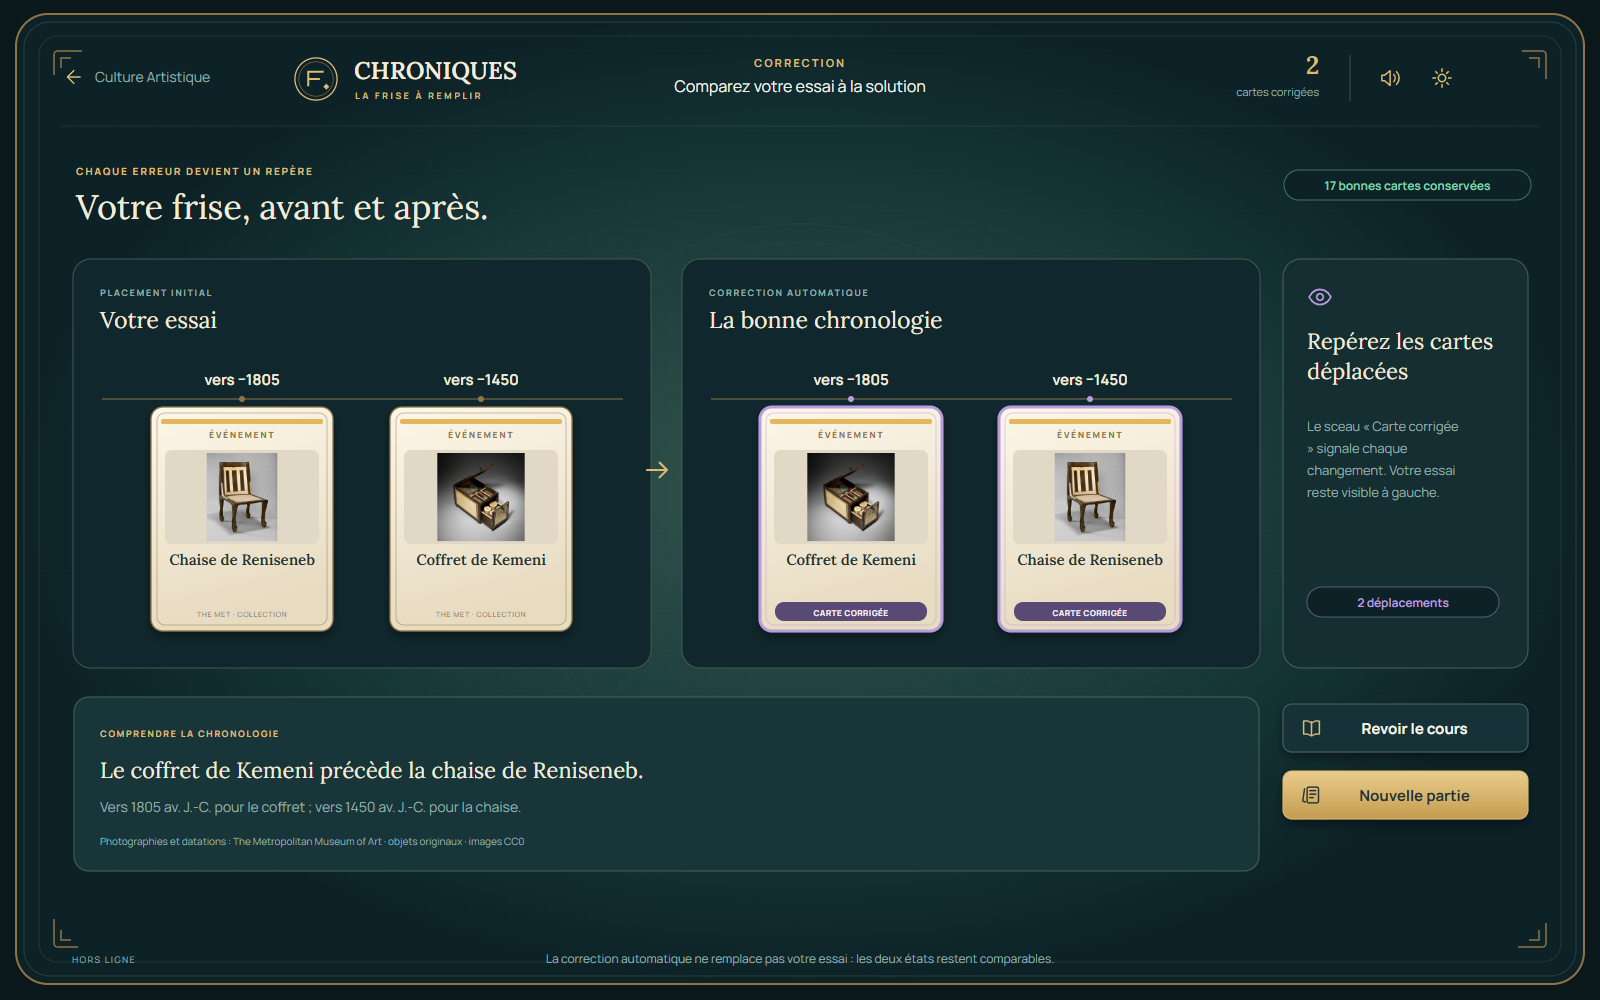 Culture Artistique
CHRONIQUES
LA FRISE À REMPLIR
CORRECTION
Comparez votre essai à la solution
2
cartes corrigées
CHAQUE ERREUR DEVIENT UN REPÈRE
Votre frise, avant et après.
17 bonnes cartes conservées
PLACEMENT INITIAL
Votre essai
vers −1805
vers −1450
ÉVÉNEMENT
Chaise de Reniseneb
THE MET · COLLECTION
ÉVÉNEMENT
Coffret de Kemeni
THE MET · COLLECTION
CORRECTION AUTOMATIQUE
La bonne chronologie
vers −1805
vers −1450
ÉVÉNEMENT
Coffret de Kemeni
CARTE CORRIGÉE
ÉVÉNEMENT
Chaise de Reniseneb
CARTE CORRIGÉE
Repérez les cartes
déplacées
Le sceau « Carte corrigée
» signale chaque
changement. Votre essai
reste visible à gauche.
2 déplacements
COMPRENDRE LA CHRONOLOGIE
Le coffret de Kemeni précède la chaise de Reniseneb.
Vers 1805 av. J.-C. pour le coffret ; vers 1450 av. J.-C. pour la chaise.
Photographies et datations : The Metropolitan Museum of Art · objets originaux · images CC0
Revoir le cours
Nouvelle partie
HORS LIGNE
La correction automatique ne remplace pas votre essai : les deux états restent comparables.